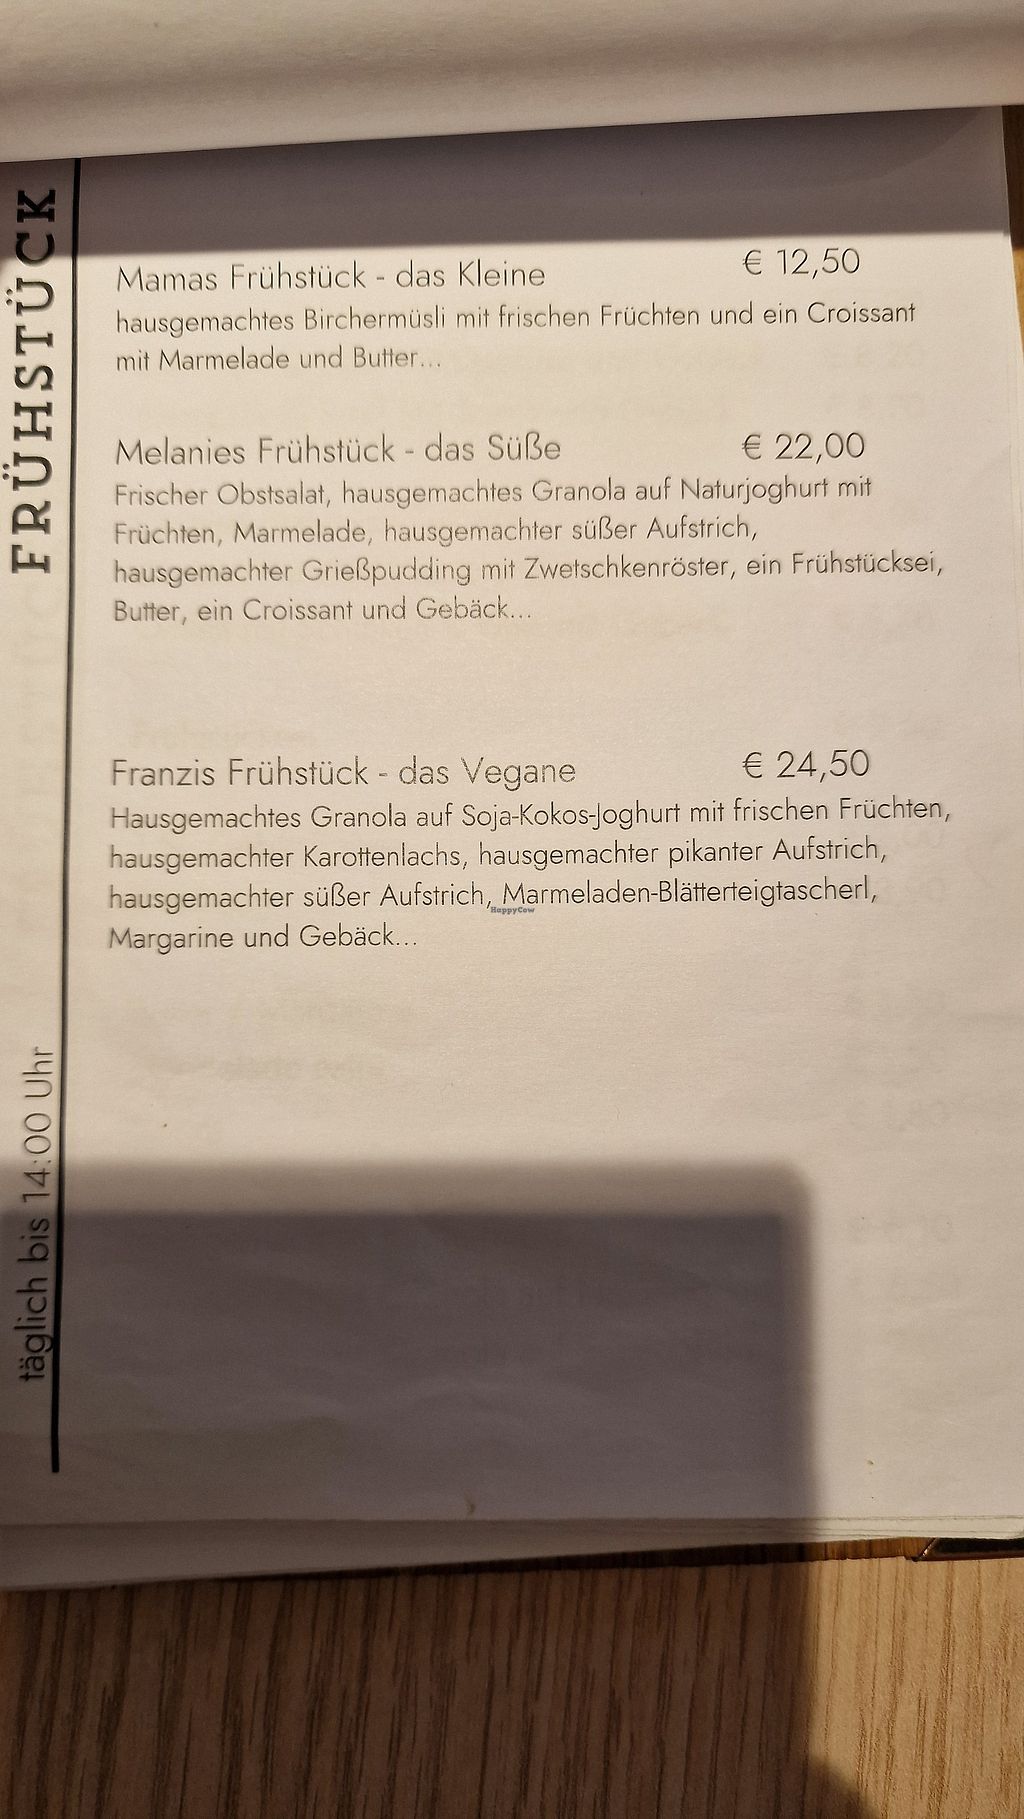 FRÜHSTÜCK
täglich bis 14:00 Uhr
Mamas Frühstück - das Kleine € 12,50
hausgemachtes Birchermüsli mit frischen Früchten und ein Croissant
mit Marmelade und Butter...
Melanies Frühstück - das Süße € 22,00
Frischer Obstsalat, hausgemachtes Granola auf Naturjoghurt mit
Früchten, Marmelade, hausgemachter süßer Aufstrich,
hausgemachter Grießpudding mit Zwetschkenröster, ein Frühstücksei,
Butter, ein Croissant und Gebäck...
Franzis Frühstück - das Vegane € 24,50
Hausgemachtes Granola auf Soja-Kokos-Joghurt mit frischen Früchten,
hausgemachter Karottenlachs, hausgemachter pikanter Aufstrich,
hausgemachter süßer Aufstrich, Marmeladen-Blätterteigtascherl,
HappyCow
Margarine und Gebäck...